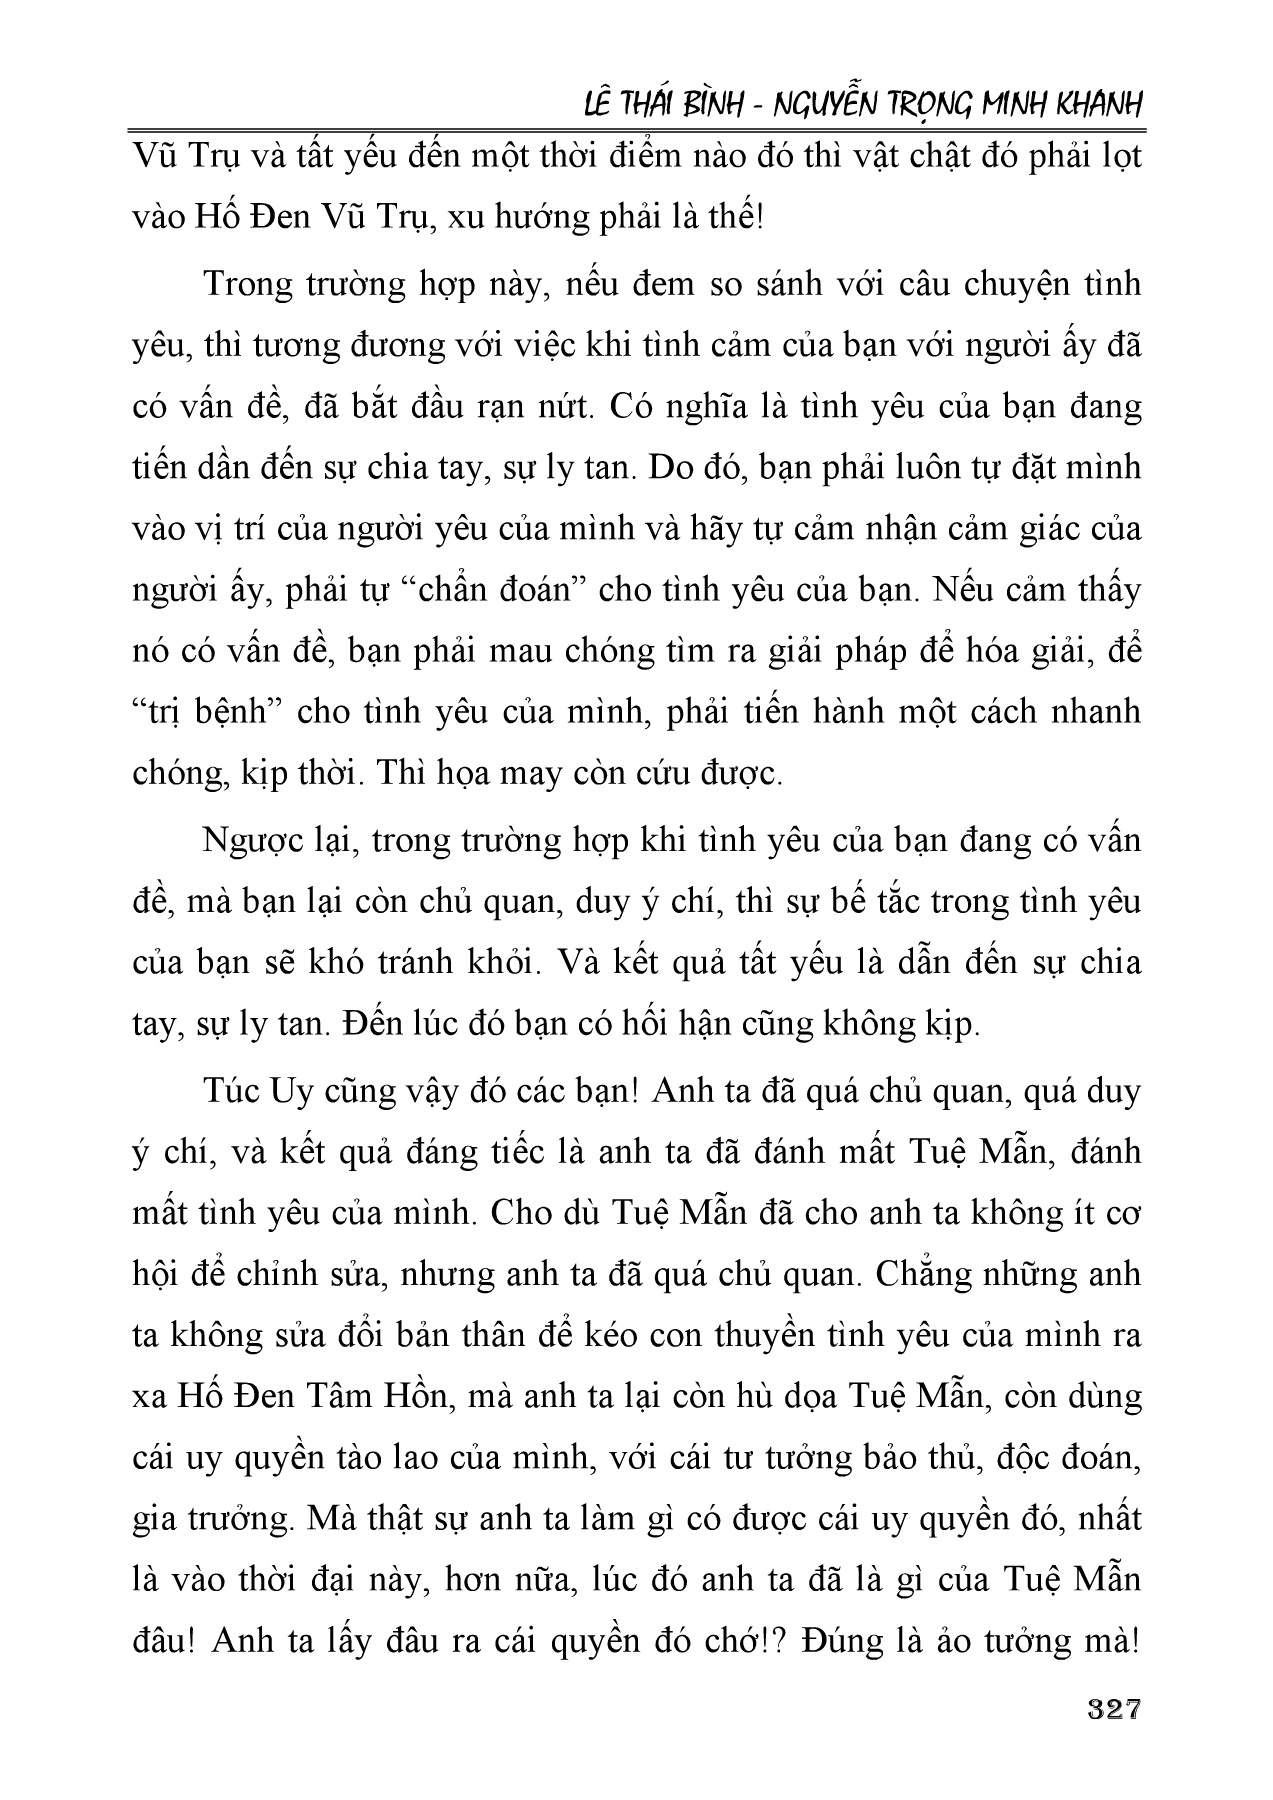 LÊ THÁI BÌNH - NGUYỄN TRỌNG MINH KHANH
Vũ Trụ và tất yếu đến một thời điểm nào đó thì vật chật đó phải lọt
vào Hố Đen Vũ Trụ, xu hướng phải là thế!
Trong trường hợp này, nếu đem so sánh với câu chuyện tình
yêu, thì tương đương với việc khi tình cảm của bạn với người ấy đã
có vấn đề, đã bắt đầu rạn nứt. Có nghĩa là tình yêu của bạn đang
tiến dần đến sự chia tay, sự ly tan. Do đó, bạn phải luôn tự đặt mình
vào vị trí của người yêu của mình và hãy tự cảm nhận cảm giác của
người ấy, phải tự “chẩn đoán” cho tình yêu của bạn. Nếu cảm thấy
nó có vấn đề, bạn phải mau chóng tìm ra giải pháp để hóa giải, để
“trị bệnh” cho tình yêu của mình, phải tiến hành một cách nhanh
chóng, kịp thời. Thì họa may còn cứu được.
Ngược lại, trong trường hợp khi tình yêu của bạn đang có vấn
đề, mà bạn lại còn chủ quan, duy ý chí, thì sự bế tắc trong tình yêu
của bạn sẽ khó tránh khỏi. Và kết quả tất yếu là dẫn đến sự chia
tay, sự ly tan. Đến lúc đó bạn có hối hận cũng không kịp.
Túc Uy cũng vậy đó các bạn! Anh ta đã quá chủ quan, quá duy
ý chí, và kết quả đáng tiếc là anh ta đã đánh mất Tuệ Mẫn, đánh
mất tình yêu của mình. Cho dù Tuệ Mẫn đã cho anh ta không ít cơ
hội để chỉnh sửa, nhưng anh ta đã quá chủ quan. Chẳng những anh
ta không sửa đổi bản thân để kéo con thuyền tình yêu của mình ra
xa Hố Đen Tâm Hồn, mà anh ta lại còn hù dọa Tuệ Mẫn, còn dùng
cái uy quyền tào lao của mình, với cái tư tưởng bảo thủ, độc đoán,
gia trưởng. Mà thật sự anh ta làm gì có được cái uy quyền đó, nhất
là vào thời đại này, hơn nữa, lúc đó anh ta đã là gì của Tuệ Mẫn
đâu! Anh ta lấy đâu ra cái quyền đó chớ!? Đúng là ảo tưởng mà!
327